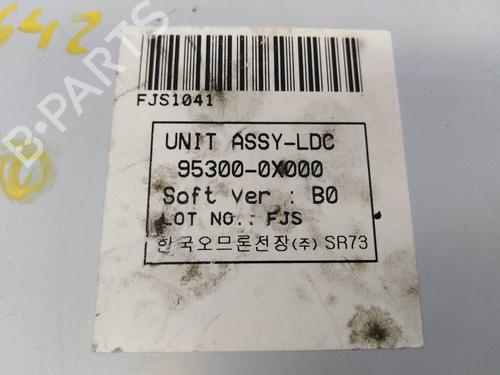 642
FJS1041
UNIT ASSY-LDC
95300-0X000
Soft Ver : B0
LOT NO.: FJS
한국오므론전장(주) SR73